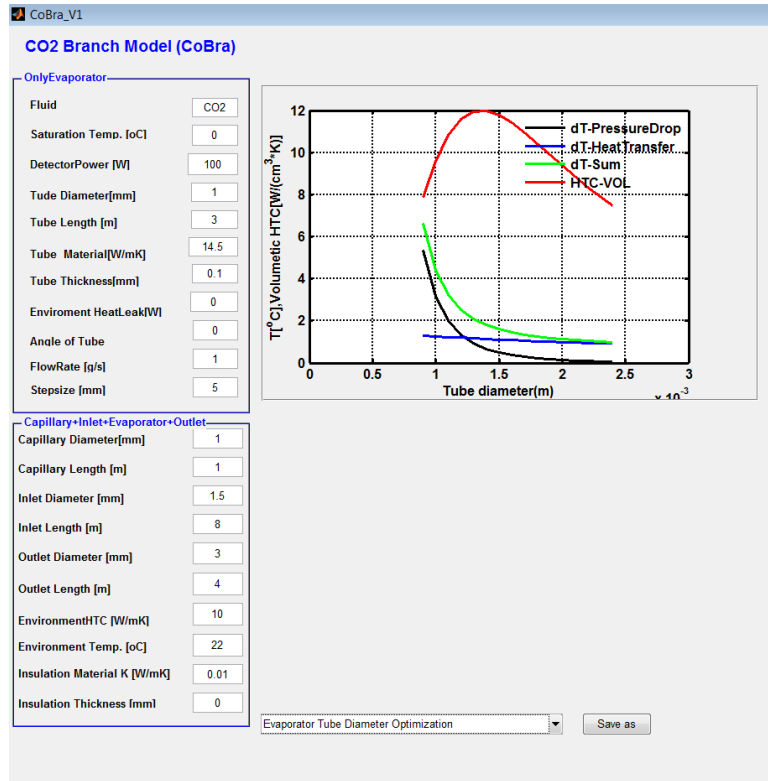 CoBra_V1
CO2 Branch Model (CoBra)
OnlyEvaporator
Fluid CO2
Saturation Temp. [oC] 0
DetectorPower [W] 100
Tude Diameter[mm] 1
Tube Length [m] 3
Tube Material[W/mK] 14.5
Tube Thickness[mm] 0.1
Enviroment HeatLeak[W] 0
Angle of Tube 0
FlowRate [g/s] 1
Stepsize [mm] 5
Capillary+Inlet+Evaporator+Outlet
Capillary Diameter[mm] 1
Capillary Length [m] 1
Inlet Diameter [mm] 1.5
Inlet Length [m] 8
Outlet Diameter [mm] 3
Outlet Length [m] 4
EnvironmentHTC [W/mK] 10
Environment Temp. [oC] 22
Insulation Material K [W/mK] 0.01
Insulation Thickness [mm] 0
T[°C],Volumetic HTC[W/(cm³*K)]
12
10
8
6
4
2
0
dT-PressureDrop
dT-HeatTransfer
dT-Sum
HTC-VOL
0 0.5 1 1.5 2 2.5 3
Tube diameter(m)
x 10⁻³
Evaporator Tube Diameter Optimization
Save as